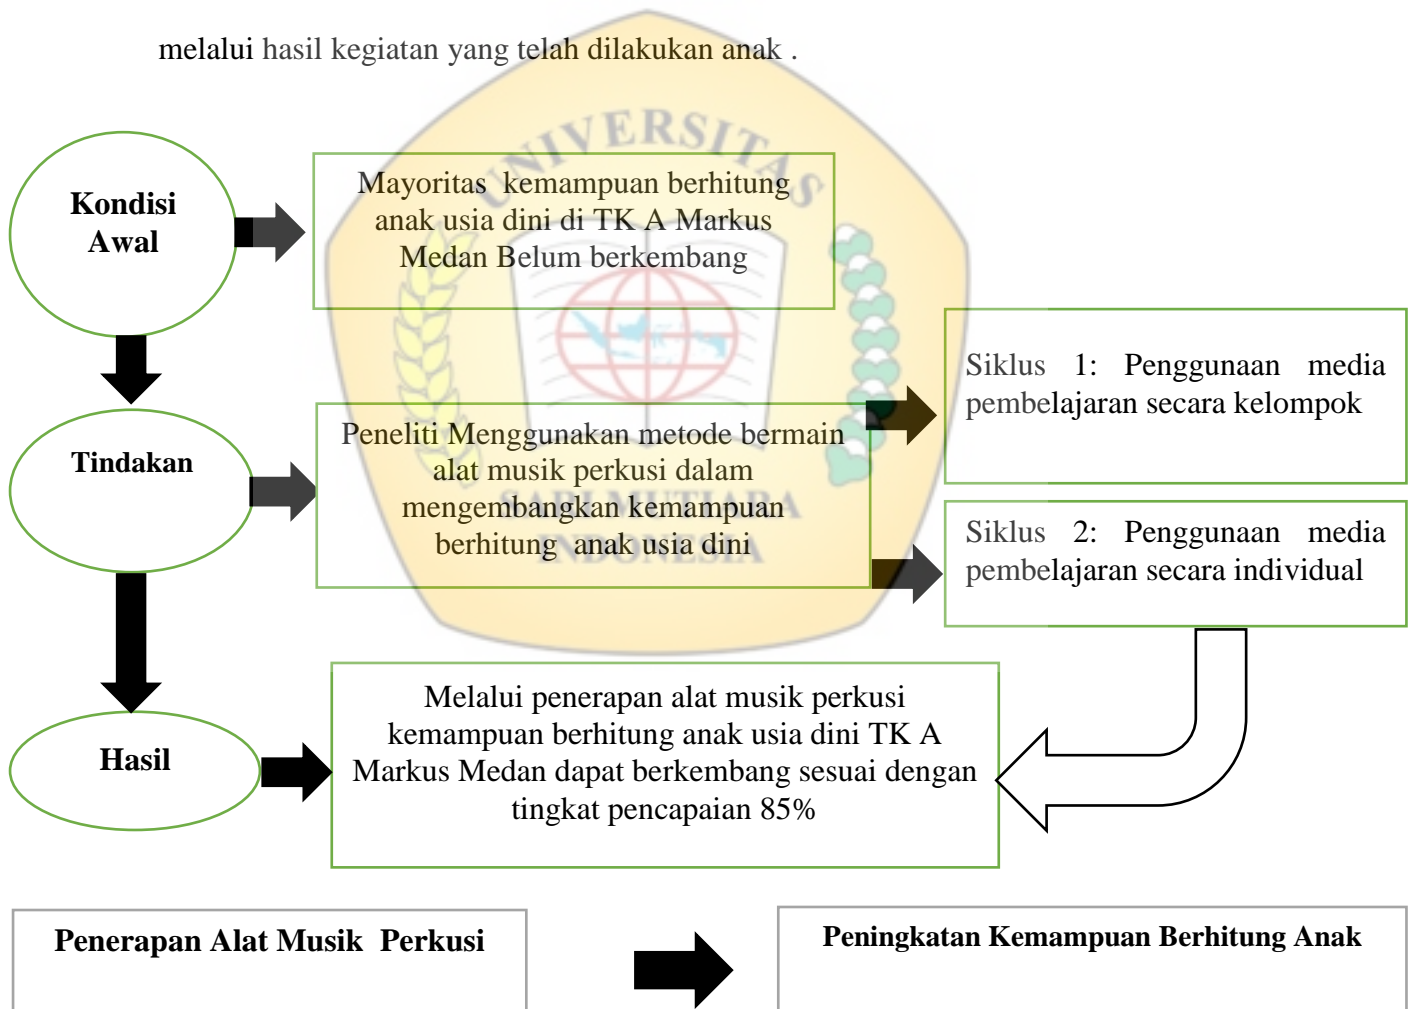 melalui hasil kegiatan yang telah dilakukan anak .
UNIVERSITAS
Kondisi
Awal
Mayoritas kemampuan berhitung
anak usia dini di TK A Markus
Medan Belum berkembang
Tindakan
Peneliti Menggunakan metode bermain
alat musik perkusi dalam
mengembangkan kemampuan
berhitung anak usia dini
SARI MUTIARA
INDONESIA
Siklus 1: Penggunaan media
pembelajaran secara kelompok
Siklus 2: Penggunaan media
pembelajaran secara individual
Hasil
Melalui penerapan alat musik perkusi
kemampuan berhitung anak usia dini TK A
Markus Medan dapat berkembang sesuai dengan
tingkat pencapaian 85%
Penerapan Alat Musik Perkusi
Peningkatan Kemampuan Berhitung Anak